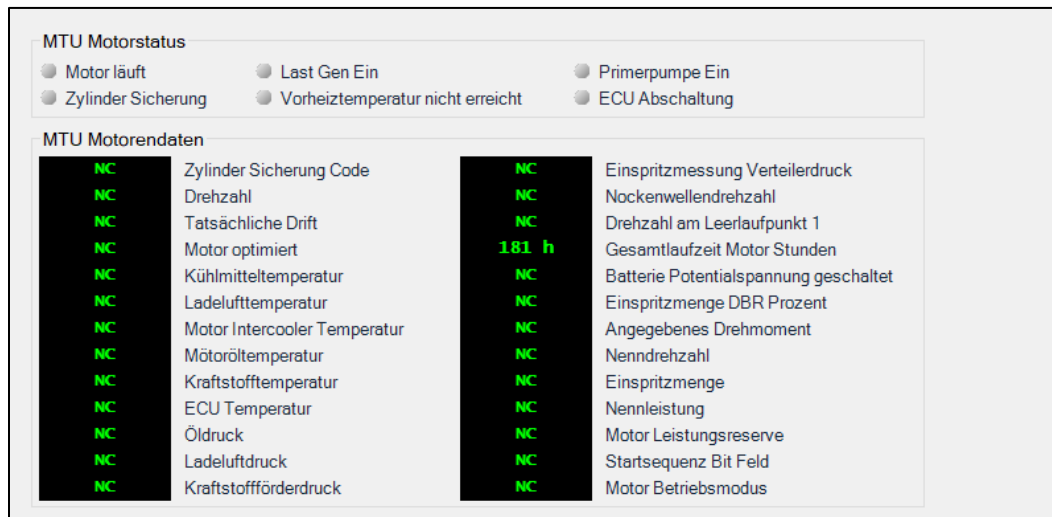 MTU Motorstatus
Motor läuft Last Gen Ein Primerpumpe Ein
Zylinder Sicherung Vorheiztemperatur nicht erreicht ECU Abschaltung
MTU Motorendaten
NC Zylinder Sicherung Code NC Einspritzmessung Verteilerdruck
NC Drehzahl NC Nockenwellendrehzahl
NC Tatsächliche Drift NC Drehzahl am Leerlaufpunkt 1
NC Motor optimiert 181 h Gesamtlaufzeit Motor Stunden
NC Kühlmitteltemperatur NC Batterie Potentialspannung geschaltet
NC Ladelufttemperatur NC Einspritzmenge DBR Prozent
NC Motor Intercooler Temperatur NC Angegebenes Drehmoment
NC Mötoröltemperatur NC Nenndrehzahl
NC Kraftstofftemperatur NC Einspritzmenge
NC ECU Temperatur NC Nennleistung
NC Öldruck NC Motor Leistungsreserve
NC Ladeluftdruck NC Startsequenz Bit Feld
NC Kraftstoffförderdruck NC Motor Betriebsmodus